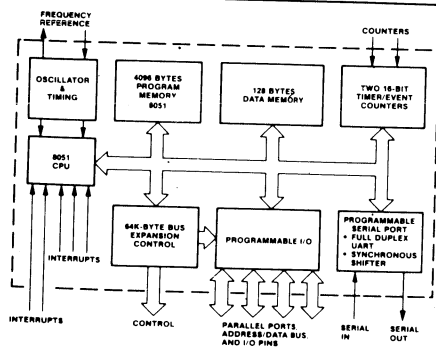 FREQUENCY
REFERENCE
COUNTERS
OSCILLATOR
&
TIMING
4096 BYTES
PROGRAM
MEMORY
8051
128 BYTES
DATA MEMORY
TWO 16-BIT
TIMER/EVENT
COUNTERS
8051
CPU
64K-BYTE BUS
EXPANSION
CONTROL
PROGRAMMABLE I/O
PROGRAMMABLE
SERIAL PORT
• FULL DUPLEX
UART
• SYNCHRONOUS
SHIFTER
INTERRUPTS
INTERRUPTS
CONTROL
PARALLEL PORTS,
ADDRESS/DATA BUS,
AND I/O PINS
SERIAL
IN
SERIAL
OUT